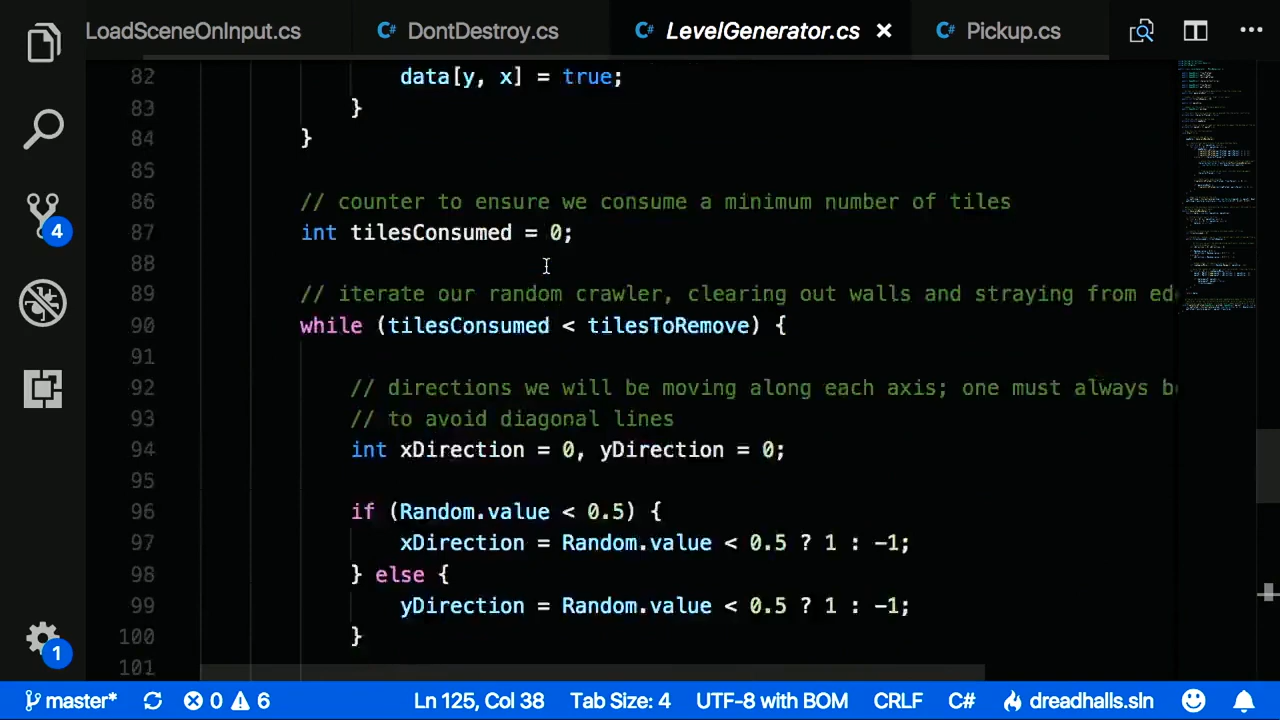 LoadSceneOnInput.cs C# DontDestroy.cs C# LevelGenerator.cs × C# Pickup.cs
82 data[y, x] = true;
83 }
84 }
85
86 // counter to ensure we consume a minimum number of tiles
87 int tilesConsumed = 0;
88
89 // iterate our random crawler, clearing out walls and straying from ed
90 while (tilesConsumed < tilesToRemove) {
91
92 // directions we will be moving along each axis; one must always b
93 // to avoid diagonal lines
94 int xDirection = 0, yDirection = 0;
95
96 if (Random.value < 0.5) {
97 xDirection = Random.value < 0.5 ? 1 : -1;
98 } else {
99 yDirection = Random.value < 0.5 ? 1 : -1;
100 }
101
4
1
master* 0 6 Ln 125, Col 38 Tab Size: 4 UTF-8 with BOM CRLF C# dreadhalls.sln